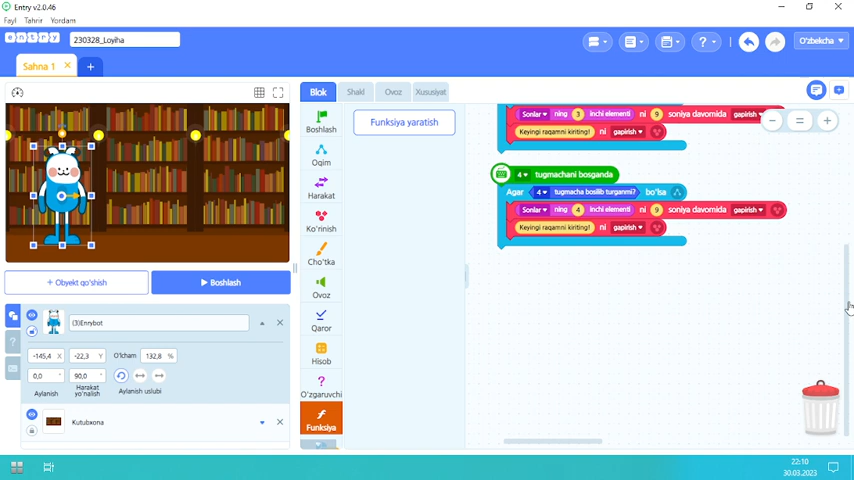 Entry v2.0.46
Fayl Tahrir Yordam
entry 230328_Loyiha
O'zbekcha
Sahna 1
Blok Shakl Ovoz Xususiyat
Funksiya yaratish
Boshlash
Oqim
Harakat
Ko'rinish
Cho'tka
Ovoz
Qaror
Hisob
O'zgaruvchi
Funksiya
Sonlar ning 3 inchi elementi ni 9 soniya davomida gapirish
Keyingi raqamni kiriting! ni gapirish
4 tugmachani bosganda
Agar 4 tugmacha bosilib turganmi? bo'lsa
Sonlar ning 4 inchi elementi ni 9 soniya davomida gapirish
Keyingi raqamni kiriting! ni gapirish
+ Obyekt qo'shish Boshlash
(3)Enrybot
-145,4 X -22,3 Y O'lcham 132,8 %
0,0 ° 90,0 °
Aylanish Harakat yo'nalish Aylanish uslubi
Kutubxona
22:10
30.03.2023